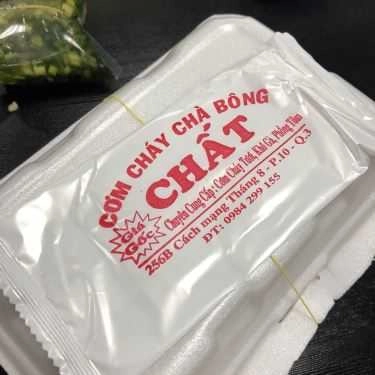 CƠM CHÁY CHÀ BÔNG
CHẤT
Giá
Gốc
Chuyên Cung Cấp : Cơm Cháy Tươi, Khô Gà, Phồng Tôm
256B Cách mạng Tháng 8 - P.10 - Q.3
ĐT: 0984 299 155